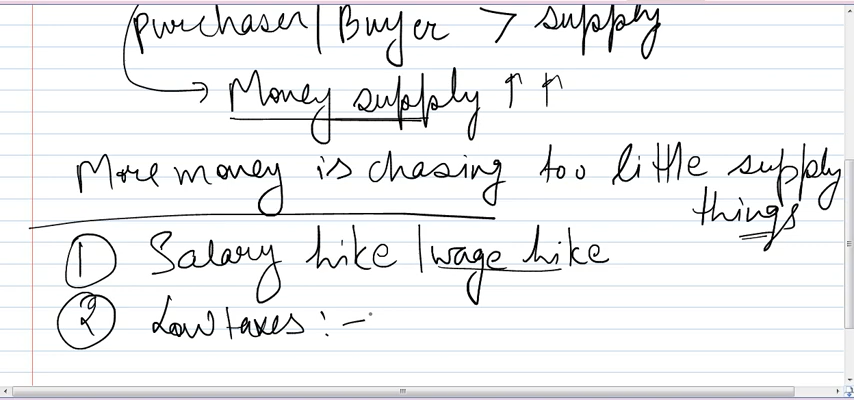 purchaser / Buyer > supply
→ Money supply ↑ ↑
More money is chasing too little supply
things
① Salary hike / wage hike
② Low taxes : -